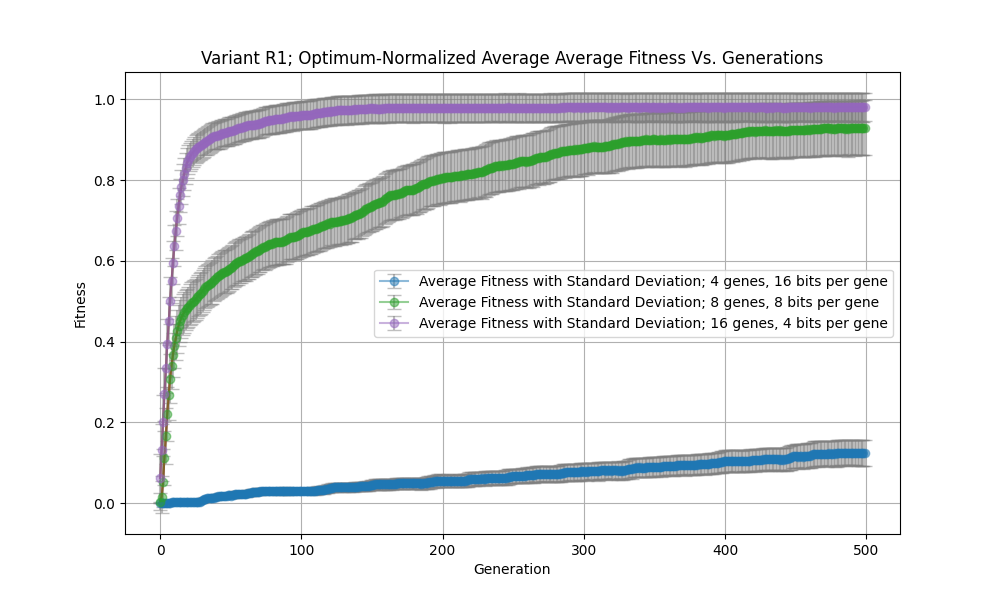 Variant R1; Optimum-Normalized Average Average Fitness Vs. Generations
Fitness
1.0
0.8
0.6
0.4
0.2
0.0
Average Fitness with Standard Deviation; 4 genes, 16 bits per gene
Average Fitness with Standard Deviation; 8 genes, 8 bits per gene
Average Fitness with Standard Deviation; 16 genes, 4 bits per gene
0 100 200 300 400 500
Generation